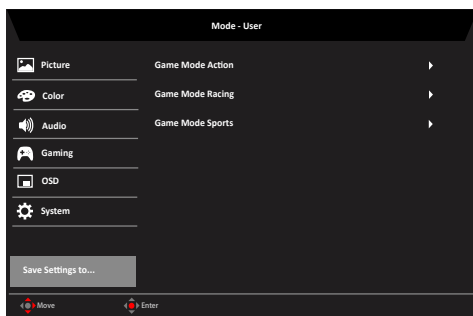 Mode - User
Picture
Color
Audio
Gaming
OSD
System
Save Settings to...
Game Mode Action
Game Mode Racing
Game Mode Sports
Move
Enter